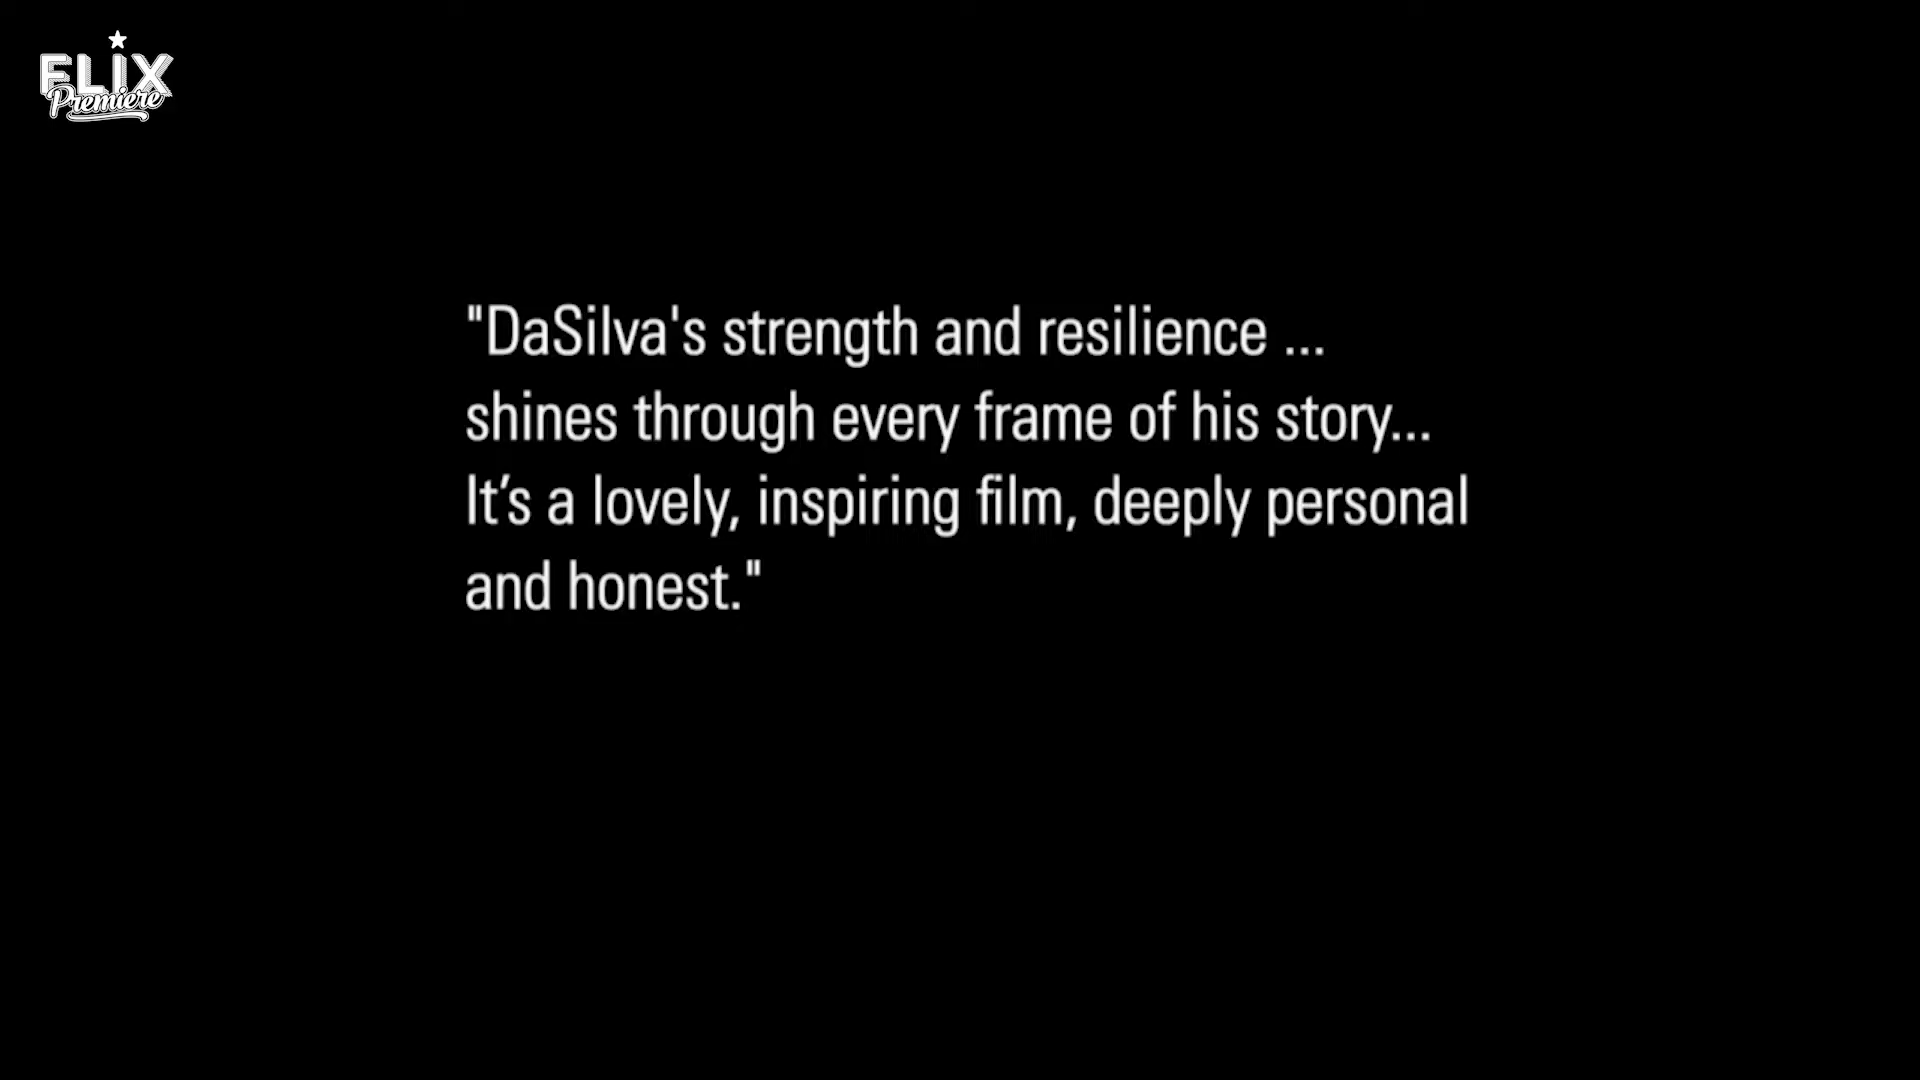 FLIX
Premiere
"DaSilva's strength and resilience ...
shines through every frame of his story...
It’s a lovely, inspiring film, deeply personal
and honest."